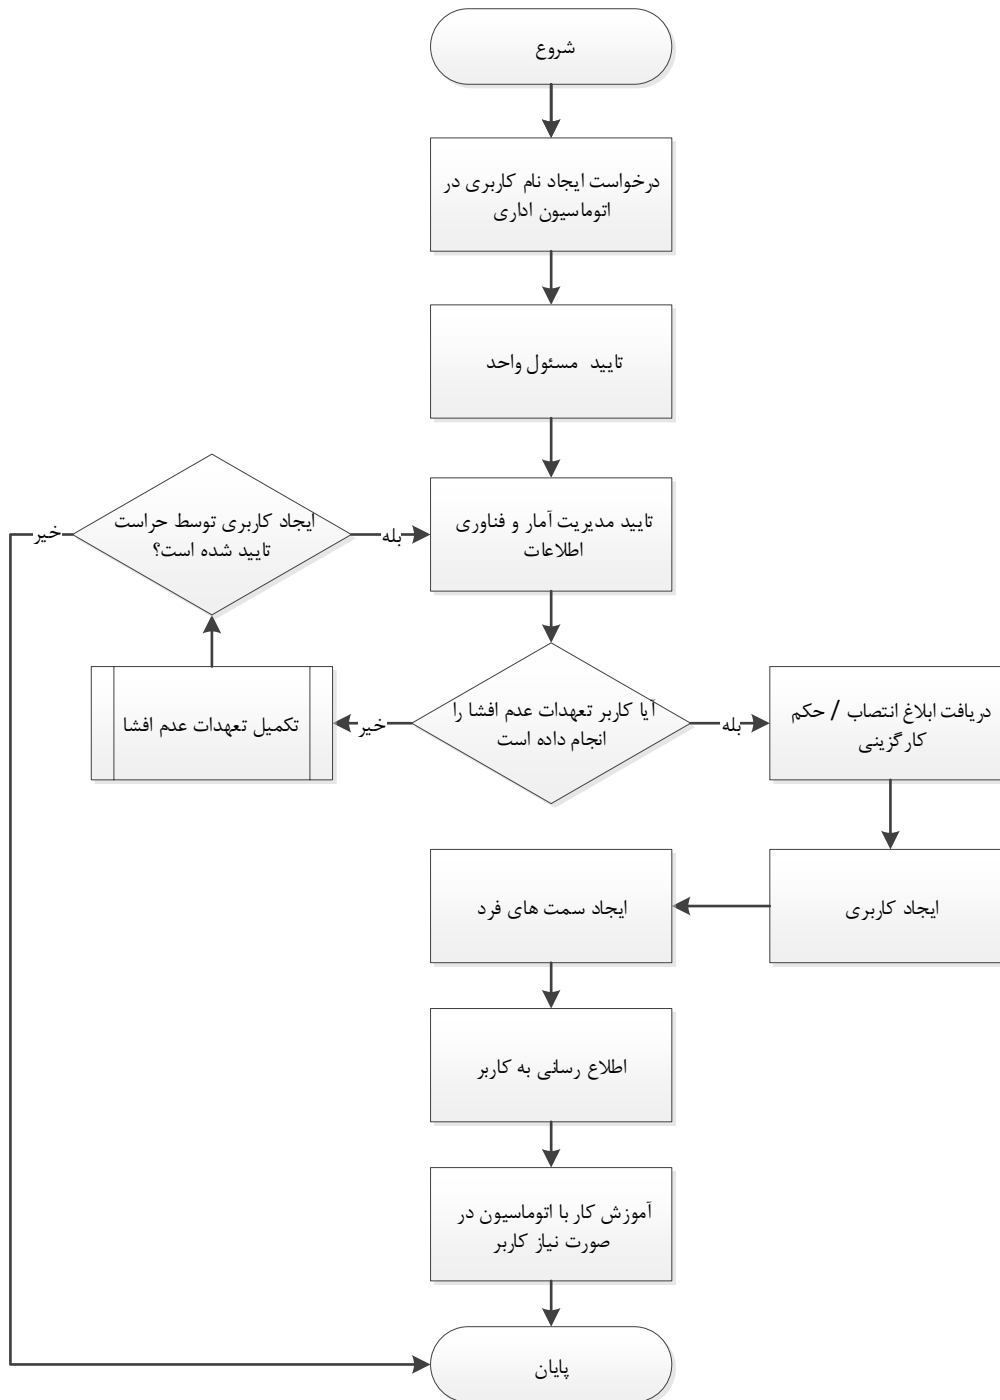 شروع
درخواست ایجاد نام کاربری در
اتوماسیون اداری
تایید مسئول واحد
ایجاد کاربری توسط حراست
تایید شده است؟
خیر
بله
تایید مدیریت آمار و فناوری
اطلاعات
آیا کاربر تعهدات عدم افشا را
انجام داده است
بله
خیر
دریافت ابلاغ انتصاب / حکم
کارگزینی
تکمیل تعهدات عدم افشا
ایجاد کاربری
ایجاد سمت های فرد
اطلاع رسانی به کاربر
آموزش کار با اتوماسیون در
صورت نیاز کاربر
پایان